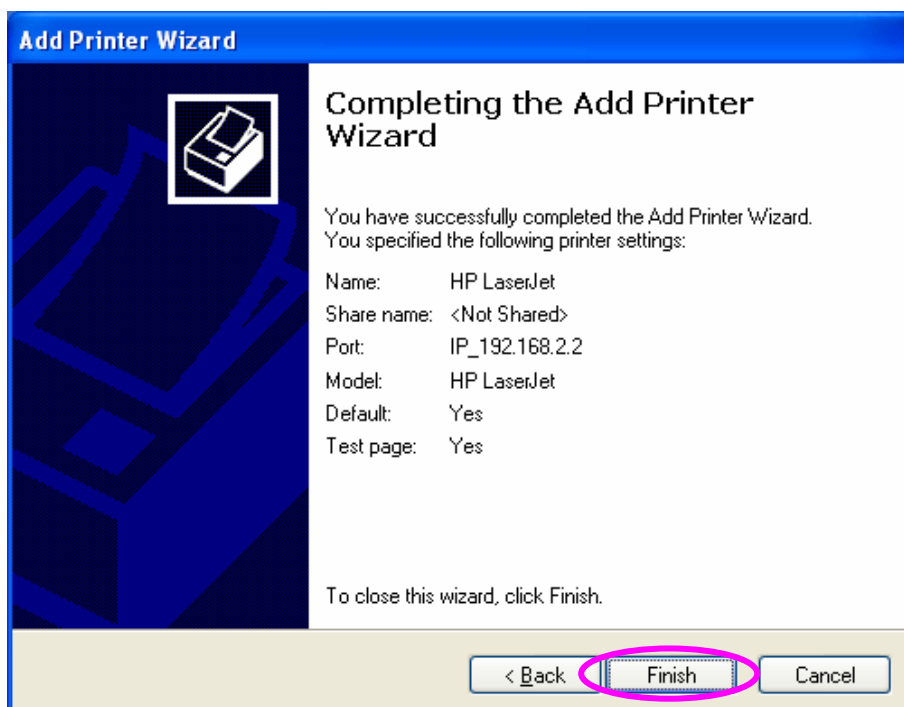 Add Printer Wizard
Completing the Add Printer
Wizard
You have successfully completed the Add Printer Wizard.
You specified the following printer settings:
Name: HP LaserJet
Share name: <Not Shared>
Port: IP_192.168.2.2
Model: HP LaserJet
Default: Yes
Test page: Yes
To close this wizard, click Finish.
< Back Finish Cancel